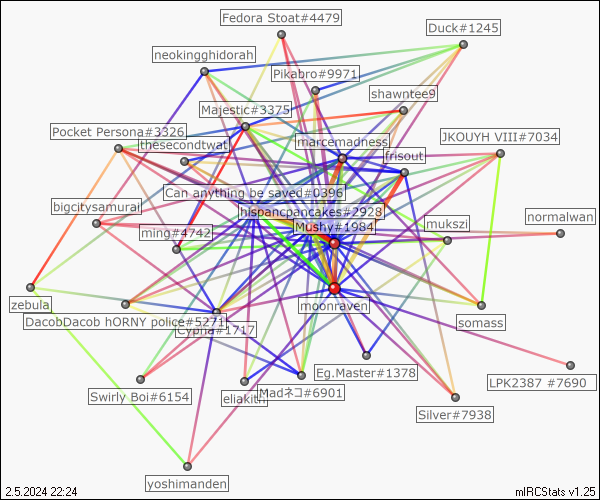 Fedora Stoat#4479
Duck#1245
neokingghidorah
Pikabro#9971
shawntee9
Majestic#3375
Pocket Persona#3326
marcemadness
JKOUYH VIII#7034
thesecondtwat
frisout
Can anything be saved#0396
bigcitysamurai
hispancpancakes#2928
normalwan
Mushy#1984
mukszi
ming#4742
zebula
moonraven
somass
DacobDacob hORNY police#5271
Eg.Master#1378
LPK2387 #7690
Swirly Boi#6154
eliakith
Madネコ#6901
Silver#7938
yoshimanden
2.5.2024 22:24
mIRCStats v1.25